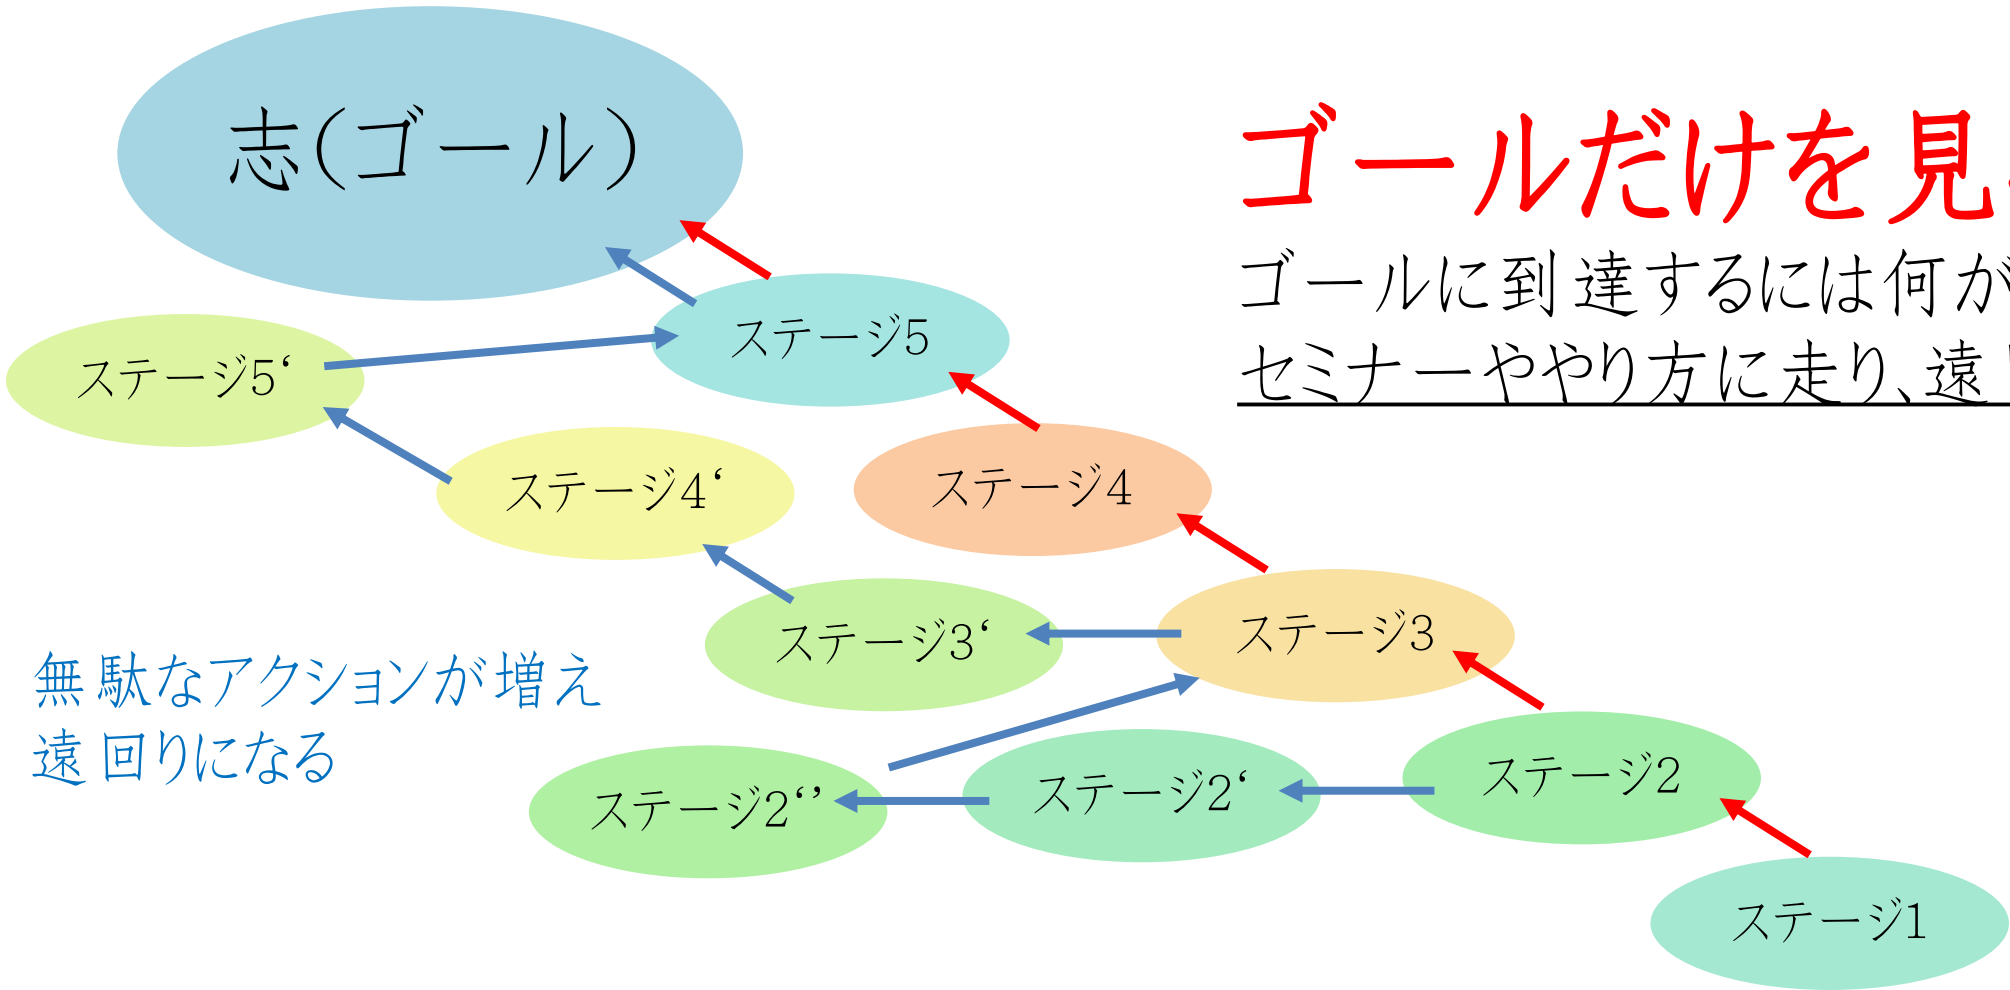 志(ゴール)
ゴールだけを見
ゴールに到達するには何が
セミナーややり方に走り、遠
ステージ5
ステージ5‘
ステージ4‘
ステージ4
ステージ3‘
ステージ3
無駄なアクションが増え
遠回りになる
ステージ2‘’
ステージ2‘
ステージ2
ステージ1